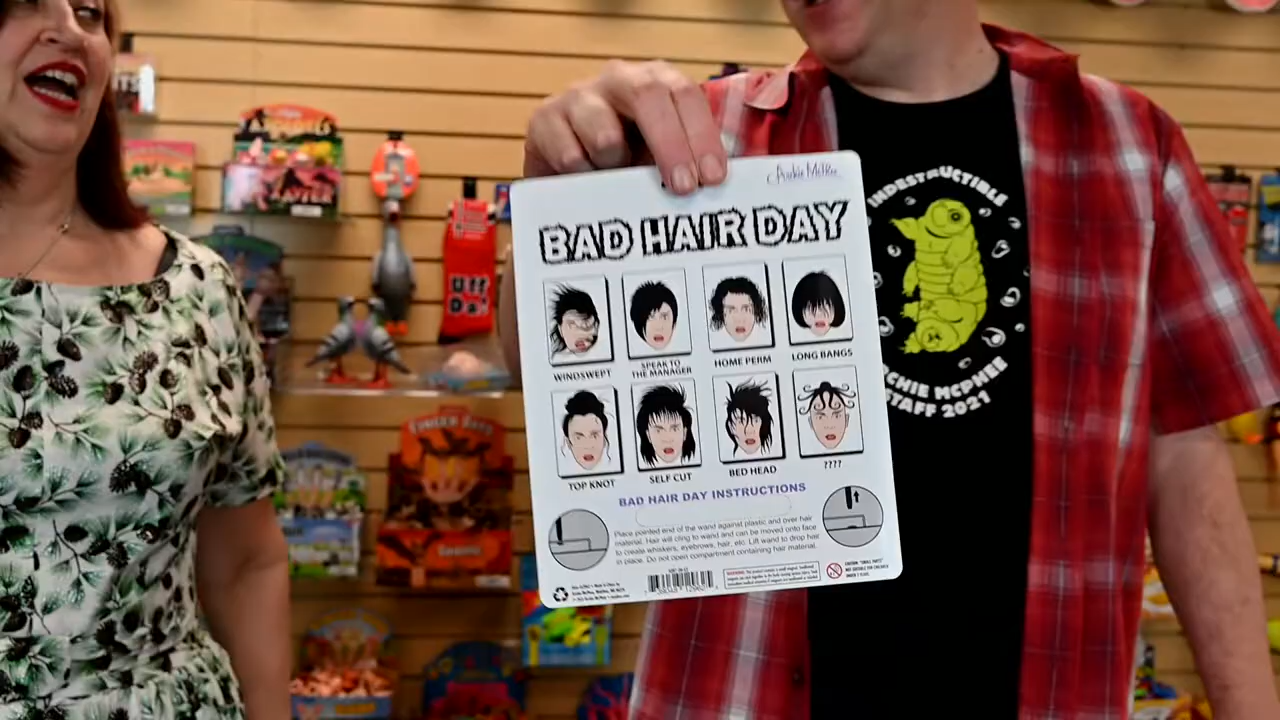 Archie McPhee
BAD HAIR DAY
WINDSWEPT
SPEAK TO
THE MANAGER
HOME PERM
LONG BANGS
TOP KNOT
SELF CUT
BED HEAD
????
BAD HAIR DAY INSTRUCTIONS
Place pointed end of the wand against plastic and over hair
material. Hair will cling to wand and can be moved onto face
to create whiskers, eyebrows, hair, etc. Lift wand to drop hair
in place. Do not open compartment containing hair material.
INDESTRUCTIBLE
CHIE MCPHEE
STAFF 2021
Uff
Da!